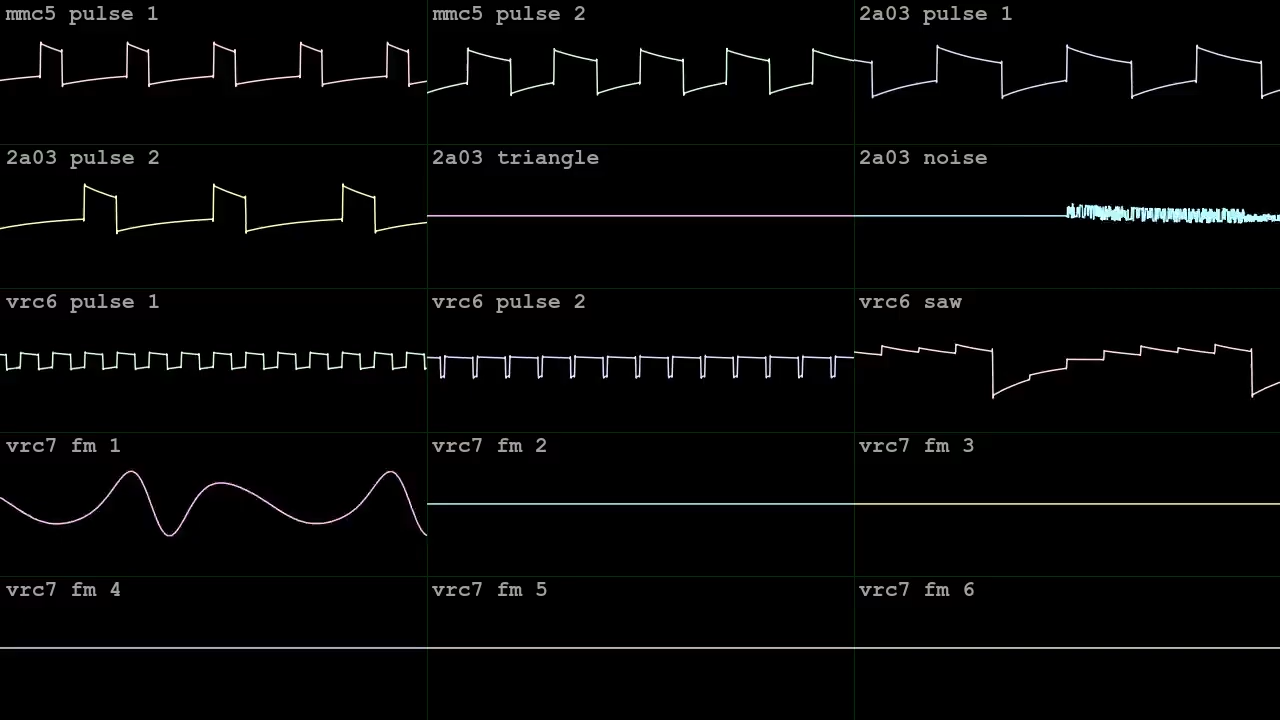 mmc5 pulse 1
mmc5 pulse 2
2a03 pulse 1
2a03 pulse 2
2a03 triangle
2a03 noise
vrc6 pulse 1
vrc6 pulse 2
vrc6 saw
vrc7 fm 1
vrc7 fm 2
vrc7 fm 3
vrc7 fm 4
vrc7 fm 5
vrc7 fm 6